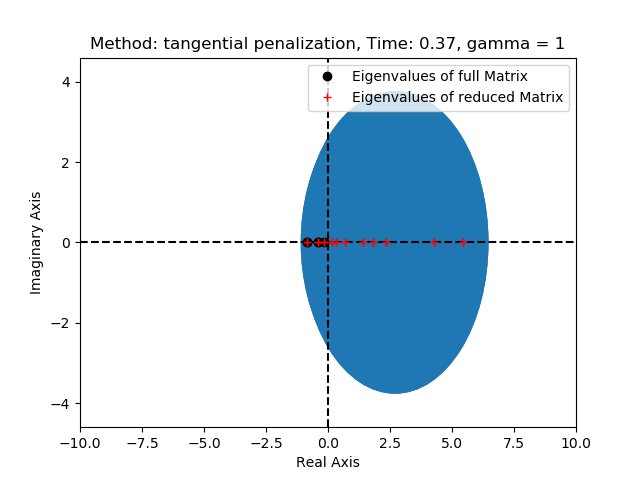 Method: tangential penalization, Time: 0.37, gamma = 1
Eigenvalues of full Matrix
Eigenvalues of reduced Matrix
4
2
0
−2
−4
Imaginary Axis
−10.0 −7.5 −5.0 −2.5 0.0 2.5 5.0 7.5 10.0
Real Axis